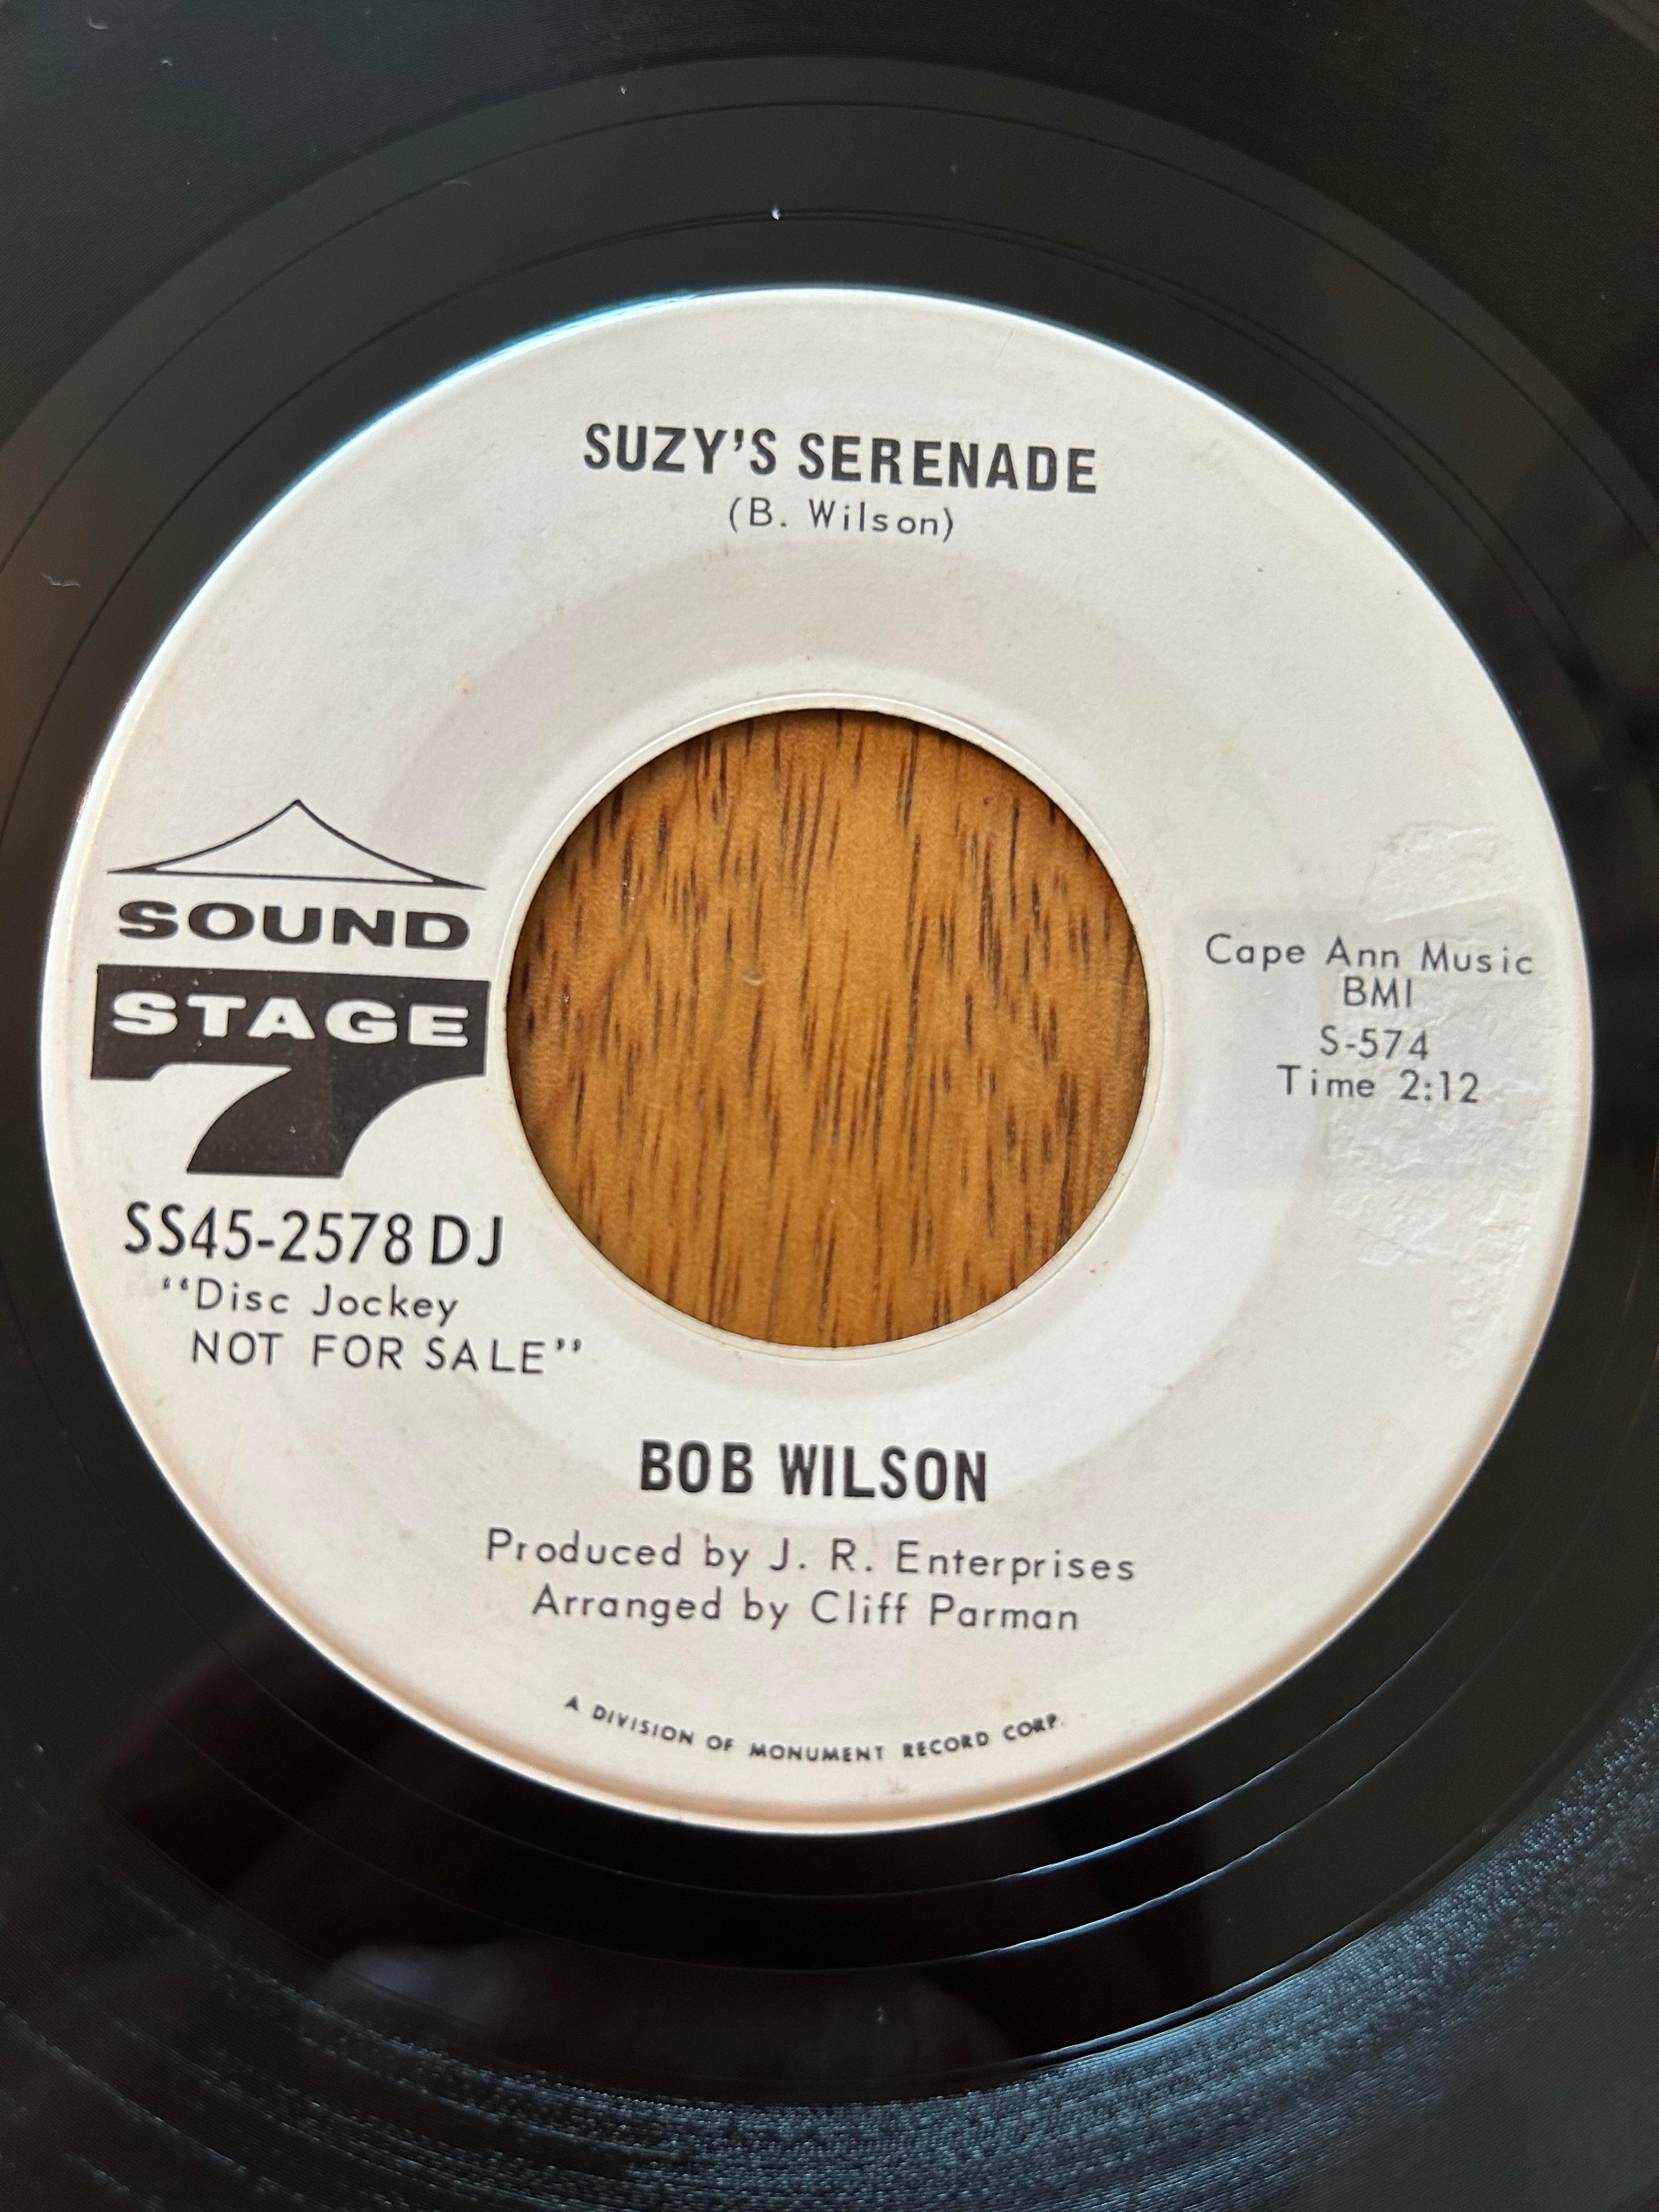 SUZY'S SERENADE
(B. Wilson)
SOUND
STAGE
7
SS45-2578 DJ
"Disc Jockey
NOT FOR SALE"
Cape Ann Music
BMI
S-574
Time 2:12
BOB WILSON
Produced by J. R. Enterprises
Arranged by Cliff Parman
A DIVISION OF MONUMENT RECORD CORP.